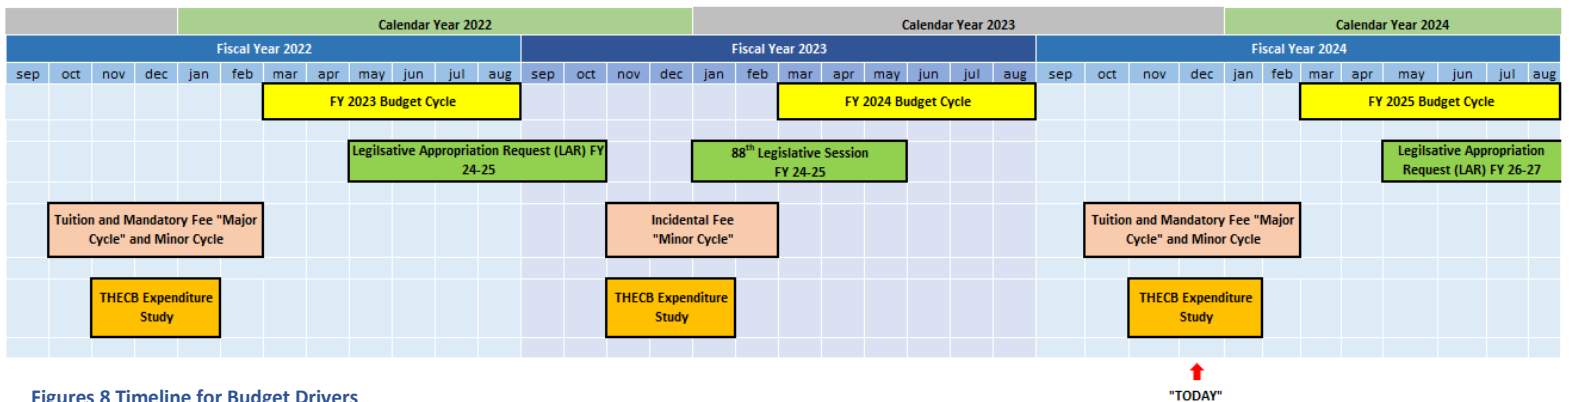 Calendar Year 2022 Calendar Year 2023 Calendar Year 2024
Fiscal Year 2022 Fiscal Year 2023 Fiscal Year 2024
sep oct nov dec jan feb mar apr may jun jul aug sep oct nov dec jan feb mar apr may jun jul aug sep oct nov dec jan feb mar apr may jun jul aug
FY 2023 Budget Cycle FY 2024 Budget Cycle FY 2025 Budget Cycle
Legilsative Appropriation Request (LAR) FY
24-25
88th Legislative Session
FY 24-25
Legilsative Appropriation
Request (LAR) FY 26-27
Tuition and Mandatory Fee "Major
Cycle" and Minor Cycle
Incidental Fee
"Minor Cycle"
Tuition and Mandatory Fee "Major
Cycle" and Minor Cycle
THECB Expenditure
Study
THECB Expenditure
Study
THECB Expenditure
Study
"TODAY"
Figures 8 Timeline for Budget Drivers